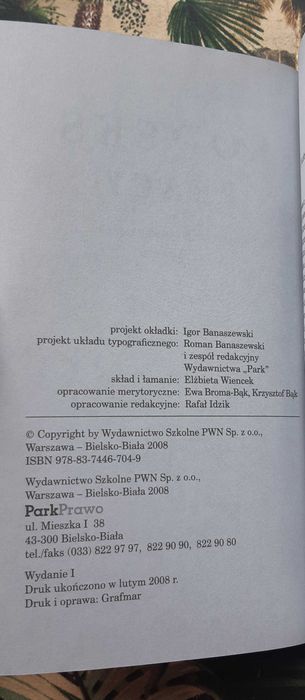 projekt okładki: Igor Banaszewski
projekt układu typograficznego: Roman Banaszewski
i zespół redakcyjny
Wydawnictwa „Park”
skład i łamanie: Elżbieta Wiencek
opracowanie merytoryczne: Ewa Broma-Bąk, Krzysztof Bąk
opracowanie redakcyjne: Rafał Idzik
© Copyright by Wydawnictwo Szkolne PWN Sp. z o.o.,
Warszawa – Bielsko-Biała 2008
ISBN 978-83-7446-704-9
Wydawnictwo Szkolne PWN Sp. z o.o.,
Warszawa – Bielsko-Biała 2008
ParkPrawo
ul. Mieszka I 38
43-300 Bielsko-Biała
tel./faks (033) 822 97 97, 822 90 90, 822 90 80
Wydanie I
Druk ukończono w lutym 2008 r.
Druk i oprawa: Grafmar